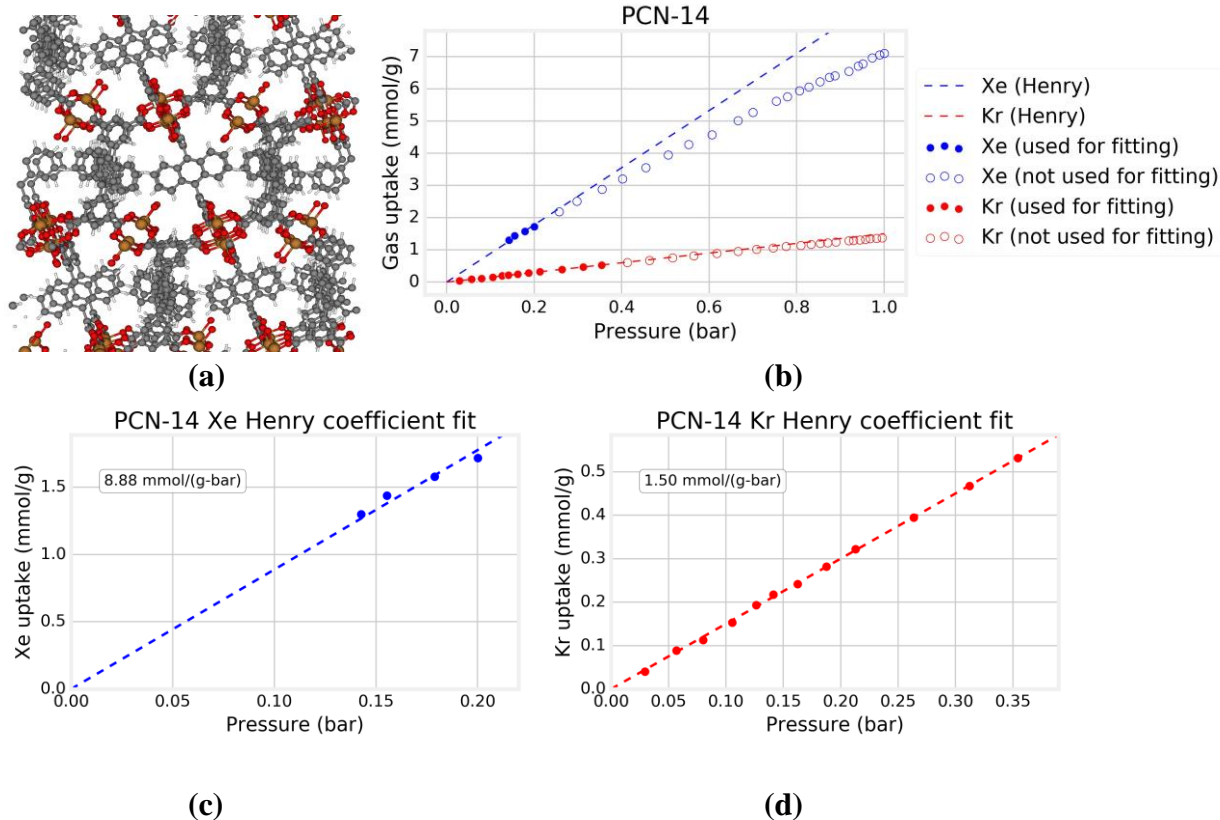 PCN-14
Gas uptake (mmol/g)
7
6
5
4
3
2
1
0
0.0 0.2 0.4 0.6 0.8 1.0
Pressure (bar)
Xe (Henry)
Kr (Henry)
Xe (used for fitting)
Xe (not used for fitting)
Kr (used for fitting)
Kr (not used for fitting)
(a)
(b)
PCN-14 Xe Henry coefficient fit
8.88 mmol/(g-bar)
Xe uptake (mmol/g)
1.5
1.0
0.5
0.0
0.00 0.05 0.10 0.15 0.20
Pressure (bar)
PCN-14 Kr Henry coefficient fit
1.50 mmol/(g-bar)
Kr uptake (mmol/g)
0.5
0.4
0.3
0.2
0.1
0.0
0.00 0.05 0.10 0.15 0.20 0.25 0.30 0.35
Pressure (bar)
(c)
(d)